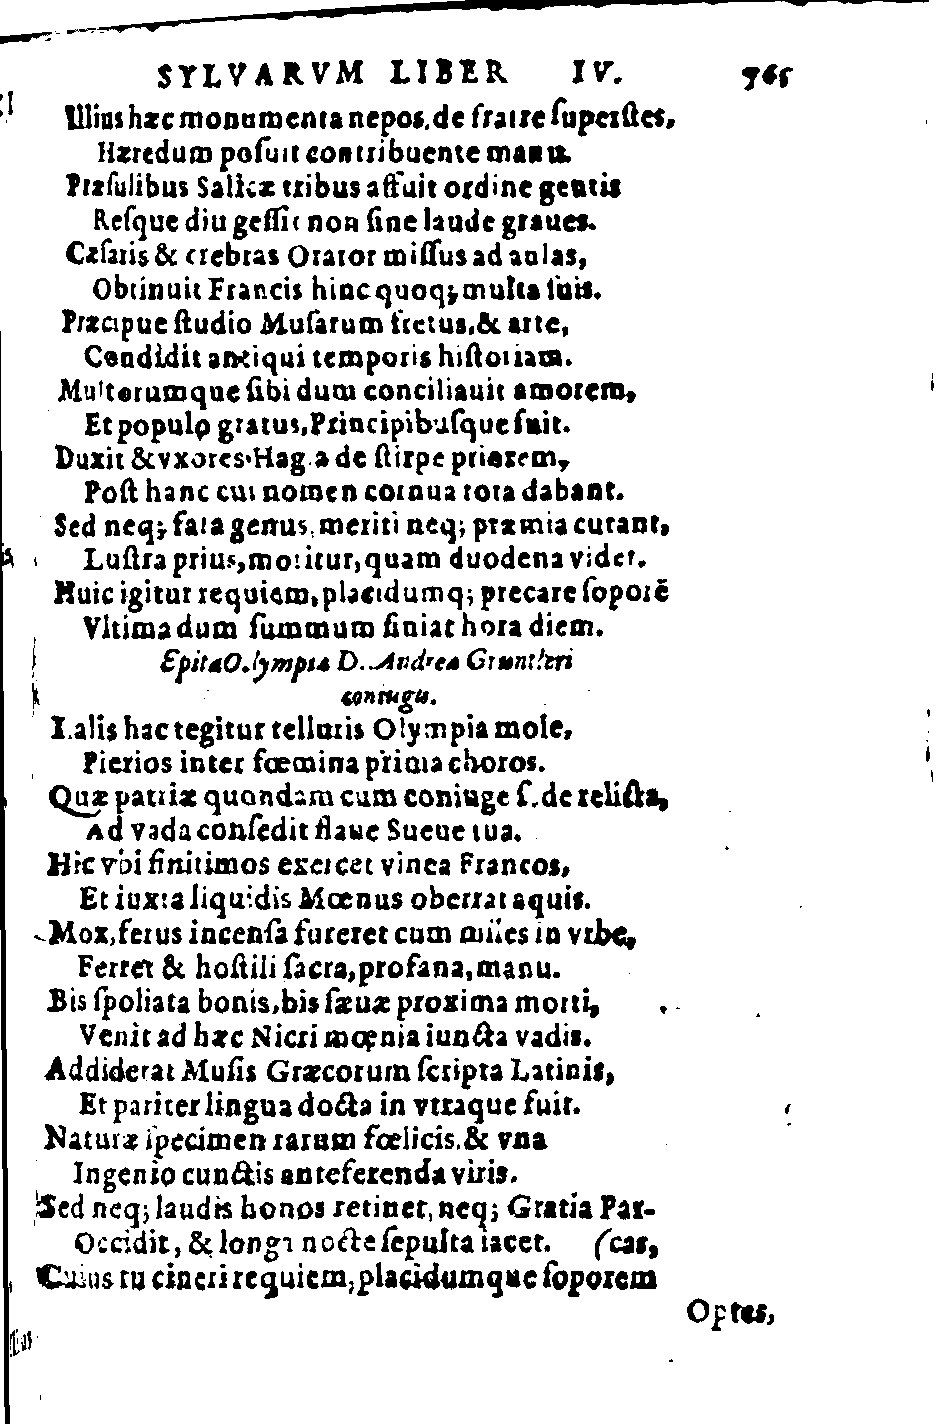 SYLVARVM LIBER IV. 765
Illius hæc monumenta nepos, de fratre ſuperſtes,
Hæredum poſuit contribuente manu.
Præſulibus Salicæ tribus affuit ordine gentis
Reſque diu geſſit non ſine laude graues.
Cæſaris & crebras Orator miſſus ad aulas,
Obtinuit Francis hinc quoq; multa ſuis.
Præcipue ſtudio Muſarum fretus, & arte,
Condidit antiqui temporis hiſtoriam.
Multorumque ſibi dum conciliauit amorem,
Et populo gratus, Principibuſque fuit.
Duxit & vxores Hag a de ſtirpe priorem,
Poſt hanc cui nomen cornua tota dabant.
Sed neq; fata genus, meriti neq; præmia curant,
Luſtra prius, moritur, quam duodena videt.
Huic igitur requiem, placidumq; precare ſoporē
Vltima dum ſummum finiat hora diem.
Epita Olympiæ D. Andreæ Gruntheri
coniugis.
Talis hac tegitur telluris Olympia mole,
Pierios inter fœmina prima choros.
Quæ patriæ quondam cum coniuge ſede relicta,
Ad vada conſedit flaue Sueue tua.
Hic vbi finitimos exercet vinea Francos,
Et iuxta liquidis Mœnus oberrat aquis.
Mox, ferus incenſa fureret cum miles in vrbe,
Ferret & hoſtili ſacra, profana, manu.
Bis ſpoliata bonis, bis ſæuæ proxima morti,
Venit ad hæc Nicri mœnia iuncta vadis.
Addiderat Muſis Græcorum ſcripta Latinis,
Et pariter lingua docta in vtraque fuit.
Naturæ ſpecimen rarum fœlicis, & vna
Ingenio cunctis anteferenda viris.
Sed neq; laudis honos retinet, neq; Gratia Par-
Occidit, & longa nocte ſepulta iacet. (cas,
Cuius tu cineri requiem, placidumque ſoporem
Optes,